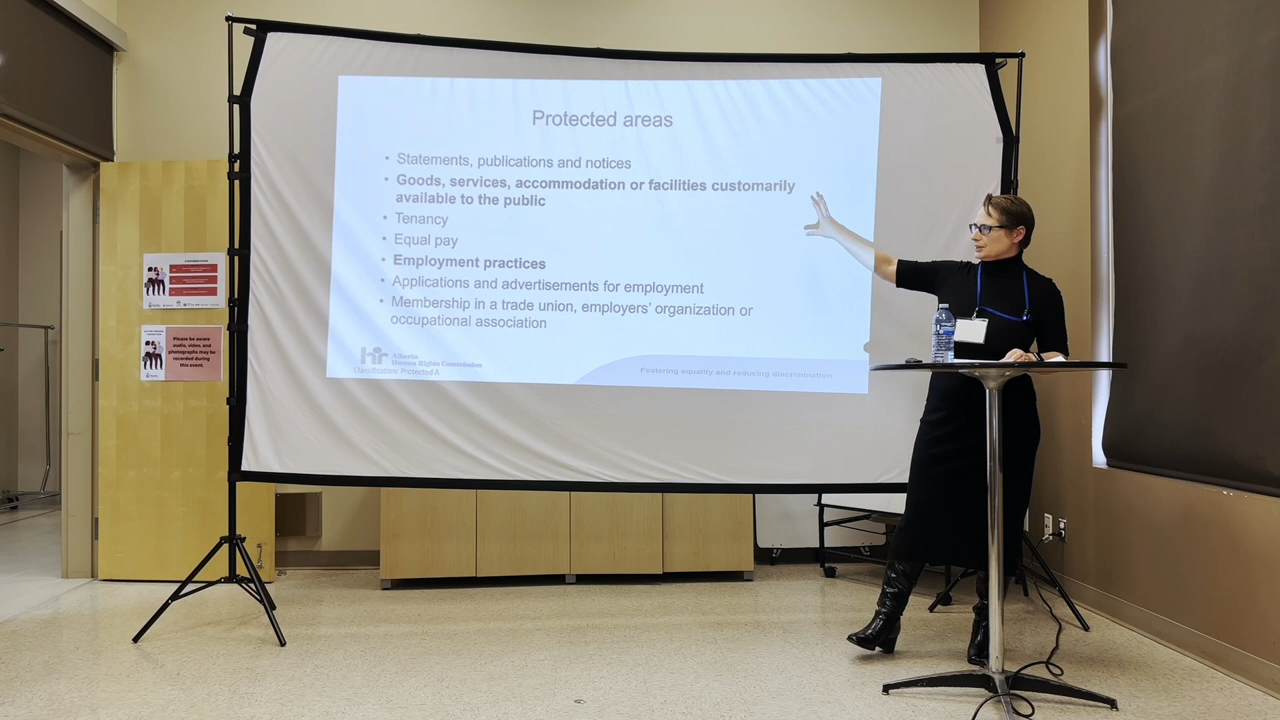 Protected areas
• Statements, publications and notices
• Goods, services, accommodation or facilities customarily
available to the public
• Tenancy
• Equal pay
• Employment practices
• Applications and advertisements for employment
• Membership in a trade union, employers' organization or
occupational association
hr Alberta
Human Rights Commission
Classification: Protected A
Fostering equality and reducing discrimination
Please be aware
audio, video, and
photographs may be
recorded during
this event.